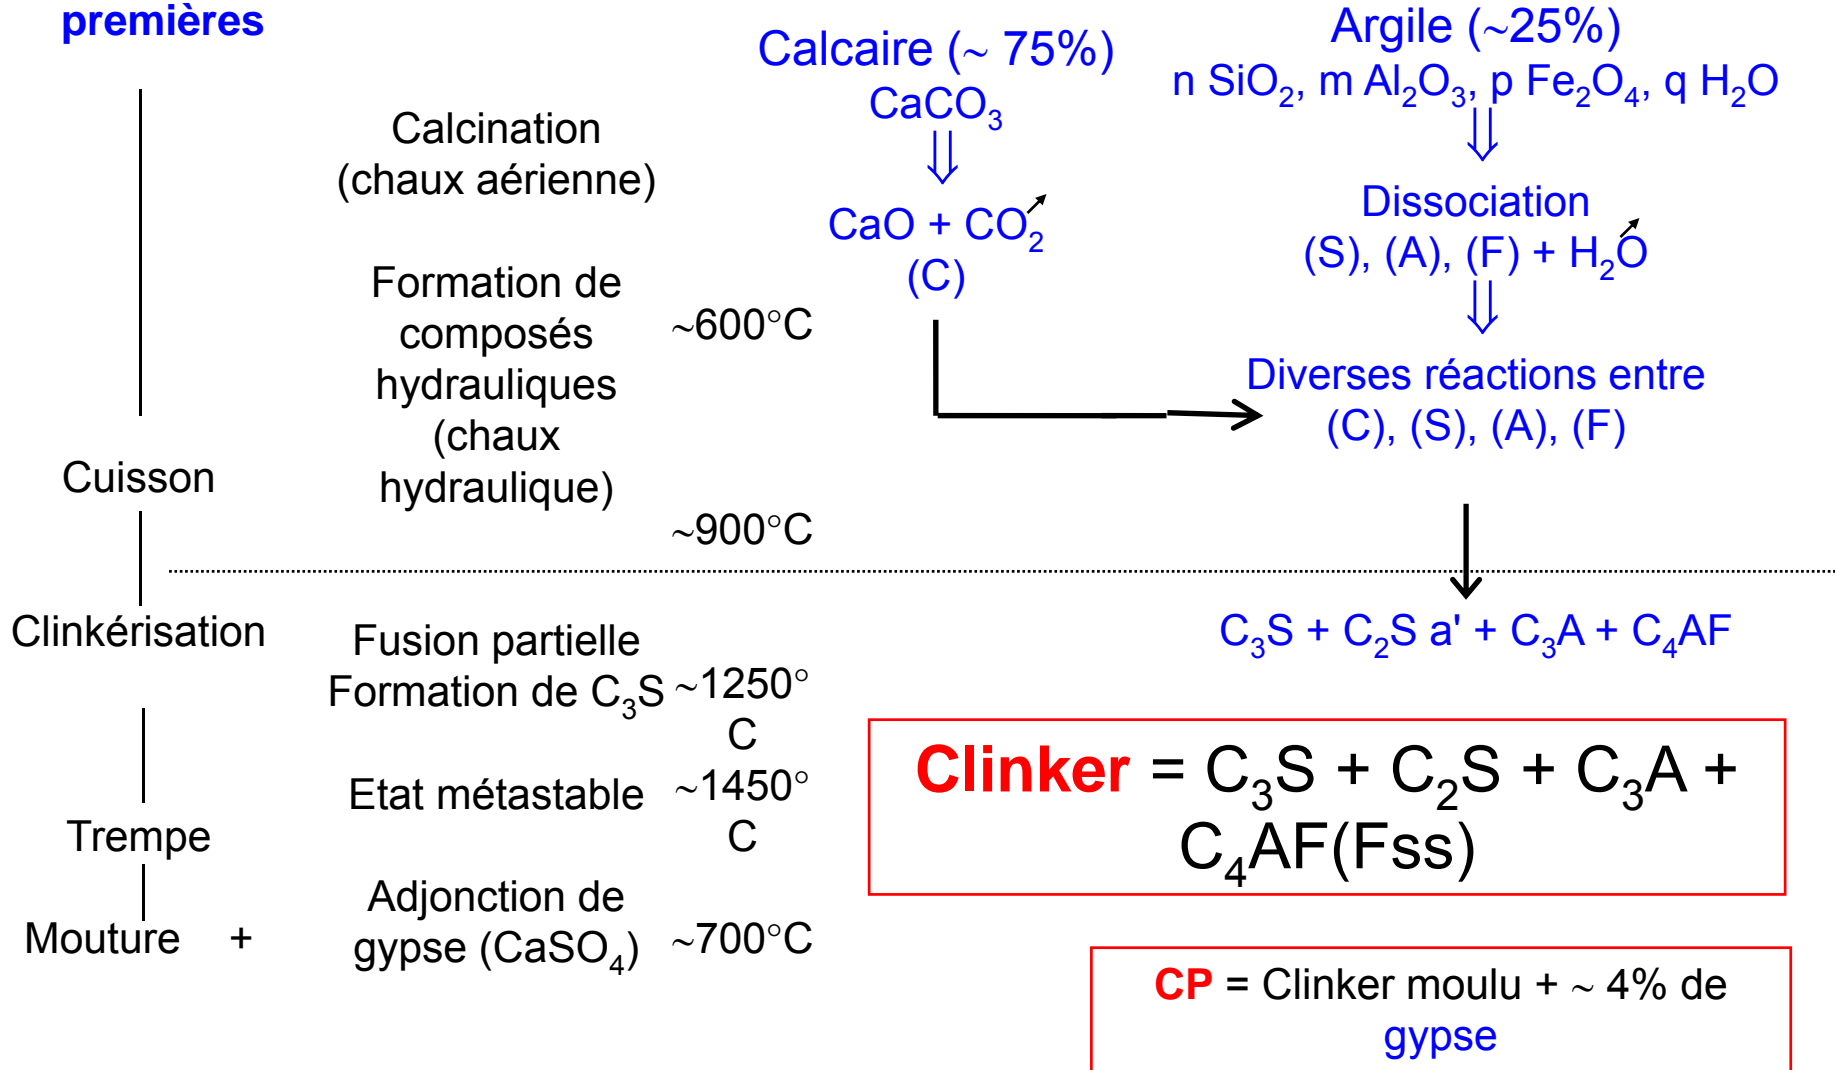 premières
Calcaire (~ 75%)
CaCO₃
Argile (~25%)
n SiO₂, m Al₂O₃, p Fe₂O₄, q H₂O
Calcination
(chaux aérienne)
CaO + CO₂
(C)
Dissociation
(S), (A), (F) + H₂O
Formation de
composés
hydrauliques
(chaux
hydraulique)
~600°C
Diverses réactions entre
(C), (S), (A), (F)
Cuisson
~900°C
Clinkérisation
Fusion partielle
Formation de C₃S
~1250°
C
C₃S + C₂S a' + C₃A + C₄AF
Etat métastable
~1450°
C
Clinker = C₃S + C₂S + C₃A +
C₄AF(Fss)
Trempe
Mouture +
Adjonction de
gypse (CaSO₄)
~700°C
CP = Clinker moulu + ~ 4% de
gypse